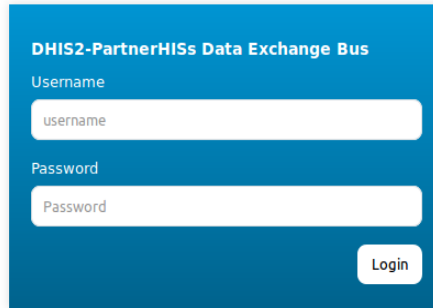 DHIS2-PartnerHISs Data Exchange Bus
Username
username
Password
Password
Login